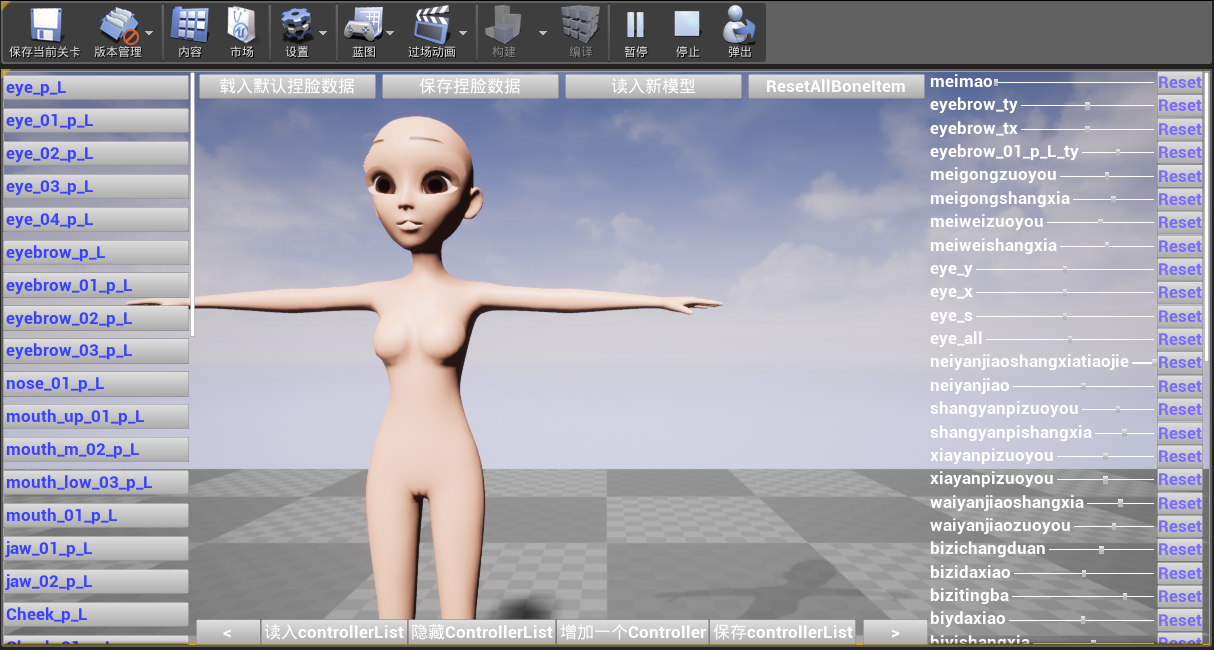 保存当前关卡 版本管理 内容 市场 设置 蓝图 过场动画 构建 编译 暂停 停止 弹出
载入默认捏脸数据 保存捏脸数据 读入新模型 ResetAllBoneItem
eye_p_L
eye_01_p_L
eye_02_p_L
eye_03_p_L
eye_04_p_L
eyebrow_p_L
eyebrow_01_p_L
eyebrow_02_p_L
eyebrow_03_p_L
nose_01_p_L
mouth_up_01_p_L
mouth_m_02_p_L
mouth_low_03_p_L
mouth_01_p_L
jaw_01_p_L
jaw_02_p_L
Cheek_p_L
meimao Reset
eyebrow_ty Reset
eyebrow_tx Reset
eyebrow_01_p_L_ty Reset
meigongzuoyou Reset
meigongshangxia Reset
meiweizuoyou Reset
meiweishangxia Reset
eye_y Reset
eye_x Reset
eye_s Reset
eye_all Reset
neiyanjiaoshangxiatiaojie Reset
neiyanjiao Reset
shangyanpizuoyou Reset
shangyanpishangxia Reset
xiayanpizuoyou Reset
xiayanpizuoyou Reset
waiyanjiaoshangxia Reset
waiyanjiaozuoyou Reset
bizichangduan Reset
bizidaxiao Reset
bizitingba Reset
biydaxiao Reset
biyishangxia Reset
< 读入controllerList 隐藏ControllerList 增加一个Controller 保存controllerList >